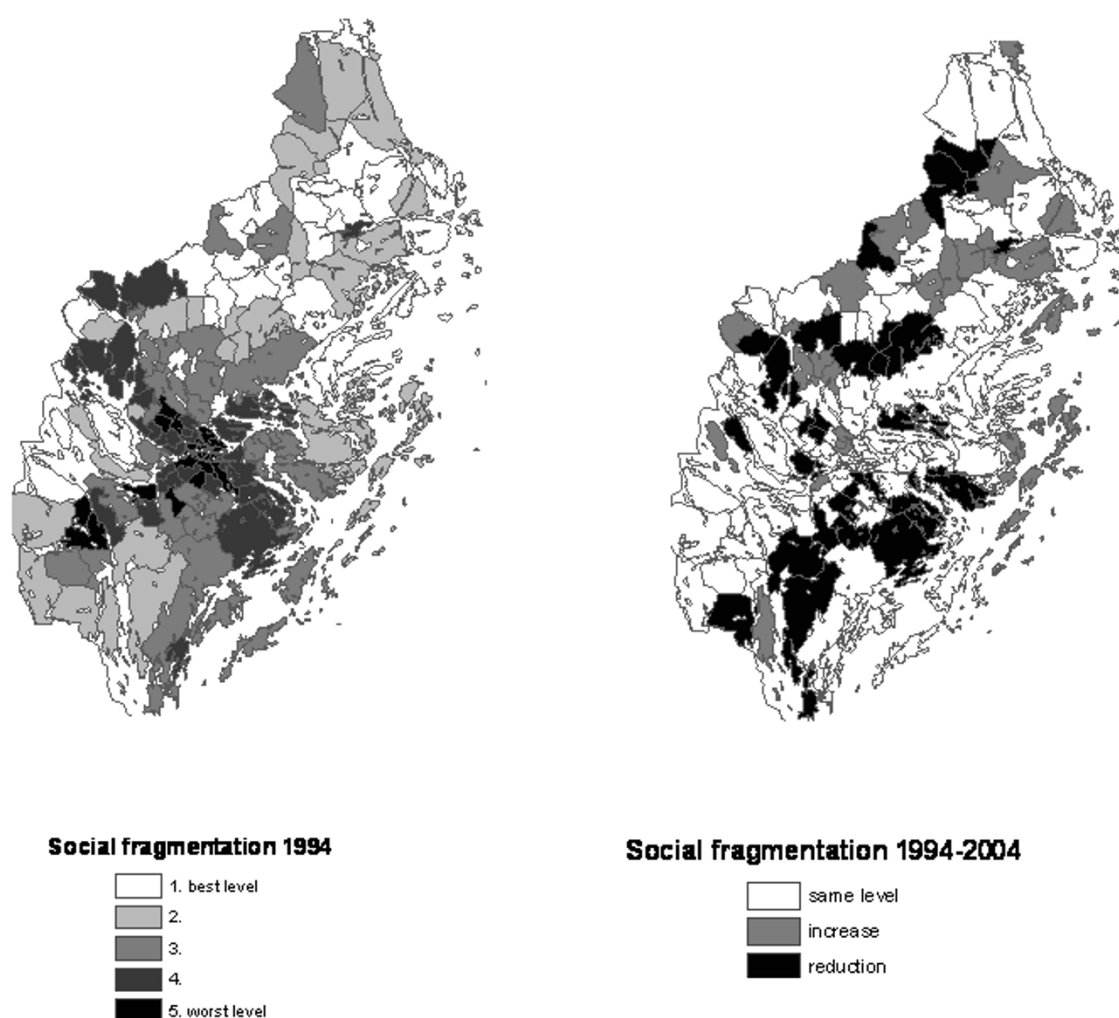 Social fragmentation 1994
1. best level
2.
3.
4.
5. worst level
Social fragmentation 1994-2004
same level
increase
reduction